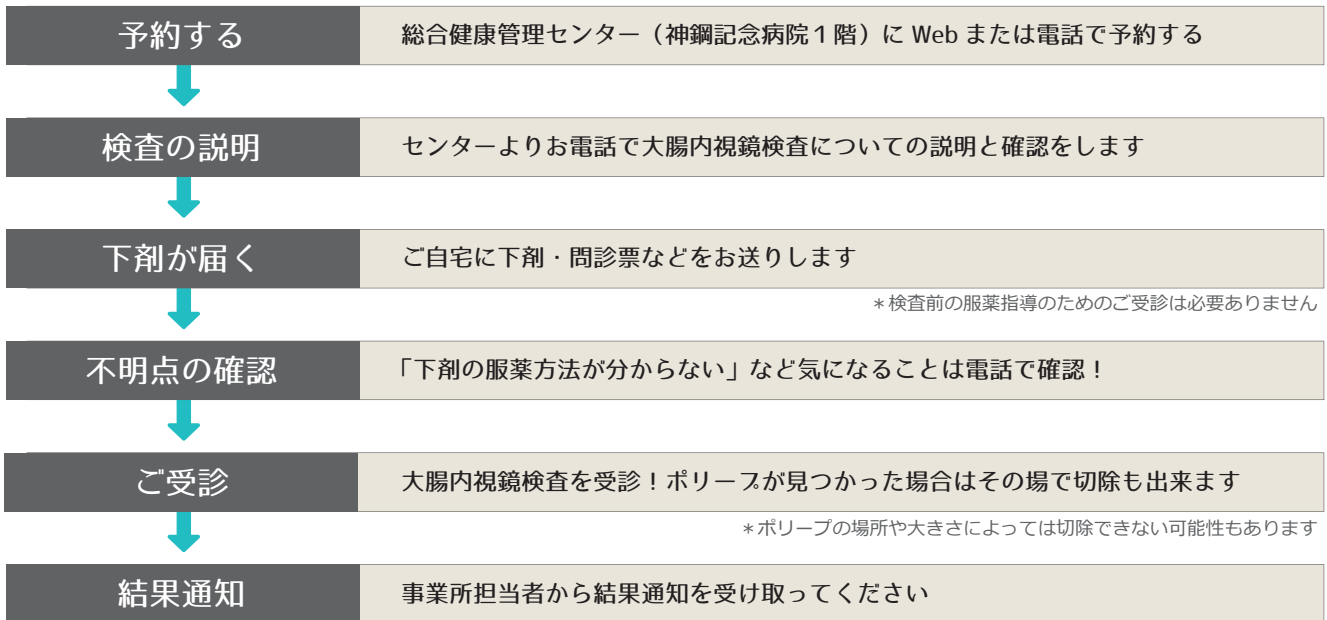 予約する
総合健康管理センター（神鋼記念病院１階）に Web または電話で予約する
検査の説明
センターよりお電話で大腸内視鏡検査についての説明と確認をします
下剤が届く
ご自宅に下剤・問診票などをお送りします
＊検査前の服薬指導のためのご受診は必要ありません
不明点の確認
「下剤の服薬方法が分からない」など気になることは電話で確認！
ご受診
大腸内視鏡検査を受診！ポリープが見つかった場合はその場で切除も出来ます
＊ポリープの場所や大きさによっては切除できない可能性もあります
結果通知
事業所担当者から結果通知を受け取ってください